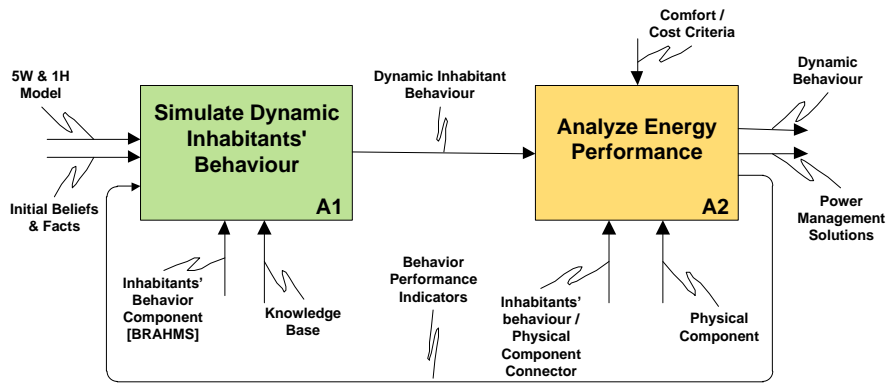 5W & 1H
Model
Initial Beliefs
& Facts
Simulate Dynamic
Inhabitants'
Behaviour
A1
Inhabitants'
Behavior
Component
[BRAHMS]
Knowledge
Base
Dynamic Inhabitant
Behaviour
Behavior
Performance
Indicators
Comfort /
Cost Criteria
Analyze Energy
Performance
A2
Inhabitants'
behaviour /
Physical
Component
Connector
Physical
Component
Dynamic
Behaviour
Power
Management
Solutions